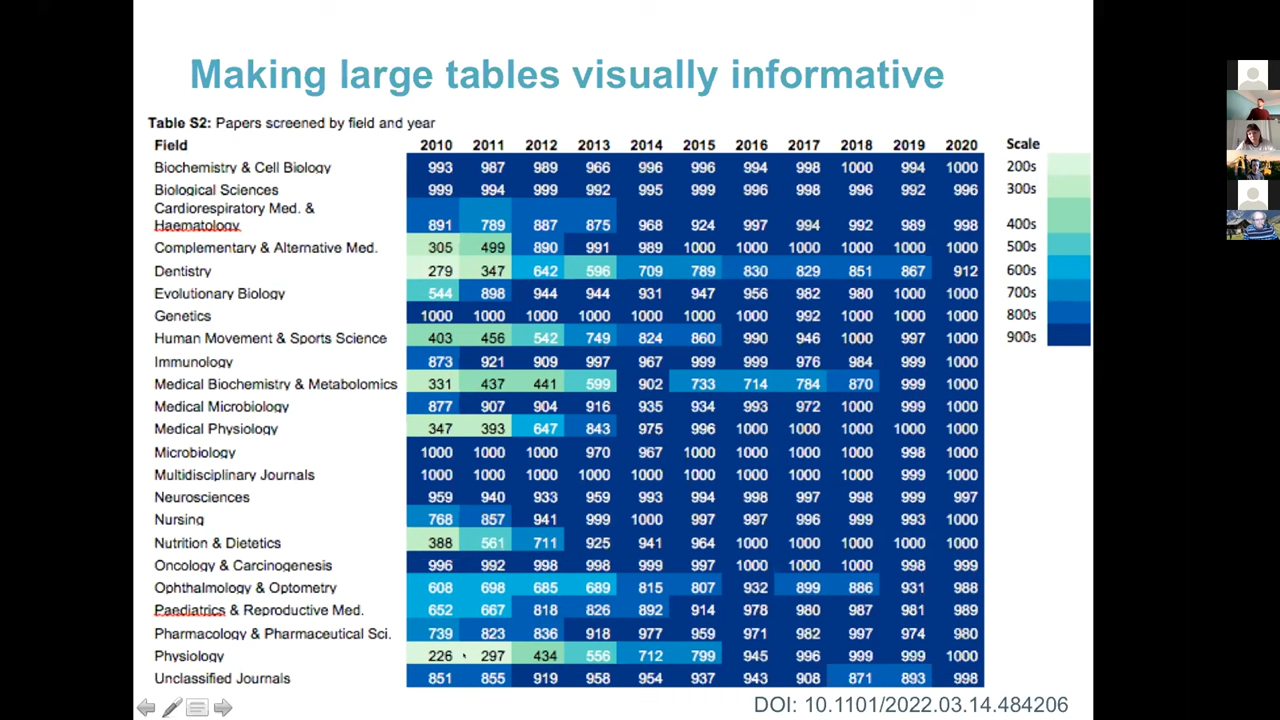 Making large tables visually informative
Table S2: Papers screened by field and year
Field 2010 2011 2012 2013 2014 2015 2016 2017 2018 2019 2020 Scale
Biochemistry & Cell Biology 993 987 989 966 996 996 994 998 1000 994 1000 200s
Biological Sciences 999 994 999 992 995 999 996 998 996 992 996 300s
Cardiorespiratory Med. &
Haematology 891 789 887 875 968 924 997 994 992 989 998 400s
Complementary & Alternative Med. 305 499 890 991 989 1000 1000 1000 1000 1000 1000 500s
Dentistry 279 347 642 596 709 789 830 829 851 867 912 600s
Evolutionary Biology 544 898 944 944 931 947 956 982 980 1000 1000 700s
Genetics 1000 1000 1000 1000 1000 1000 1000 992 1000 1000 1000 800s
Human Movement & Sports Science 403 456 542 749 824 860 990 946 1000 997 1000 900s
Immunology 873 921 909 997 967 999 999 976 984 999 1000
Medical Biochemistry & Metabolomics 331 437 441 599 902 733 714 784 870 999 1000
Medical Microbiology 877 907 904 916 935 934 993 972 1000 999 1000
Medical Physiology 347 393 647 843 975 996 1000 1000 1000 1000 1000
Microbiology 1000 1000 1000 970 967 1000 1000 1000 1000 998 1000
Multidisciplinary Journals 1000 1000 1000 1000 1000 1000 1000 1000 1000 999 1000
Neurosciences 959 940 933 959 993 994 998 997 998 999 997
Nursing 768 857 941 999 1000 997 997 996 999 993 1000
Nutrition & Dietetics 388 561 711 925 941 964 1000 1000 1000 1000 1000
Oncology & Carcinogenesis 996 992 998 998 999 997 1000 1000 1000 998 999
Ophthalmology & Optometry 608 698 685 689 815 807 932 899 886 931 988
Paediatrics & Reproductive Med. 652 667 818 826 892 914 978 980 987 981 989
Pharmacology & Pharmaceutical Sci. 739 823 836 918 977 959 971 982 997 974 980
Physiology 226 297 434 556 712 799 945 996 999 999 1000
Unclassified Journals 851 855 919 958 954 937 943 908 871 893 998
DOI: 10.1101/2022.03.14.484206